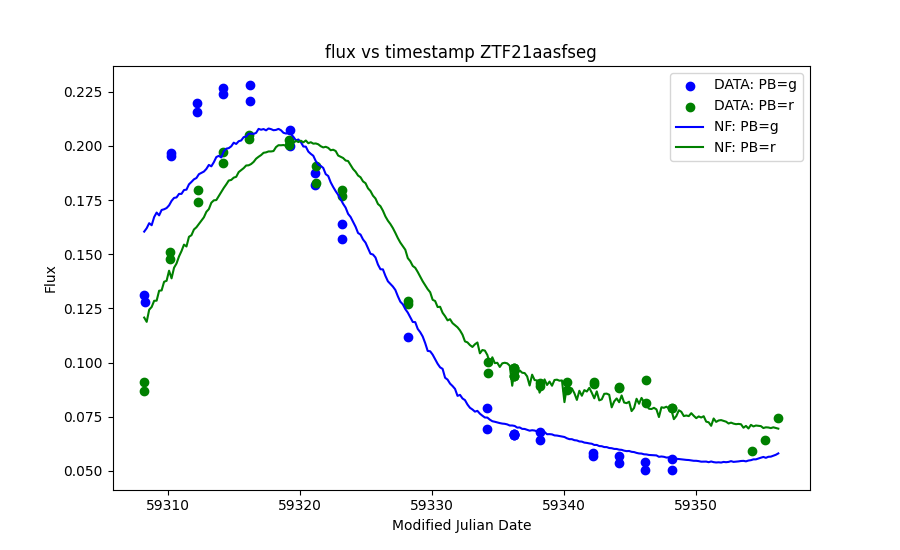 flux vs timestamp ZTF21aasfseg
DATA: PB=g
DATA: PB=r
NF: PB=g
NF: PB=r
0.225
0.200
0.175
0.150
0.125
0.100
0.075
0.050
Flux
59310 59320 59330 59340 59350
Modified Julian Date